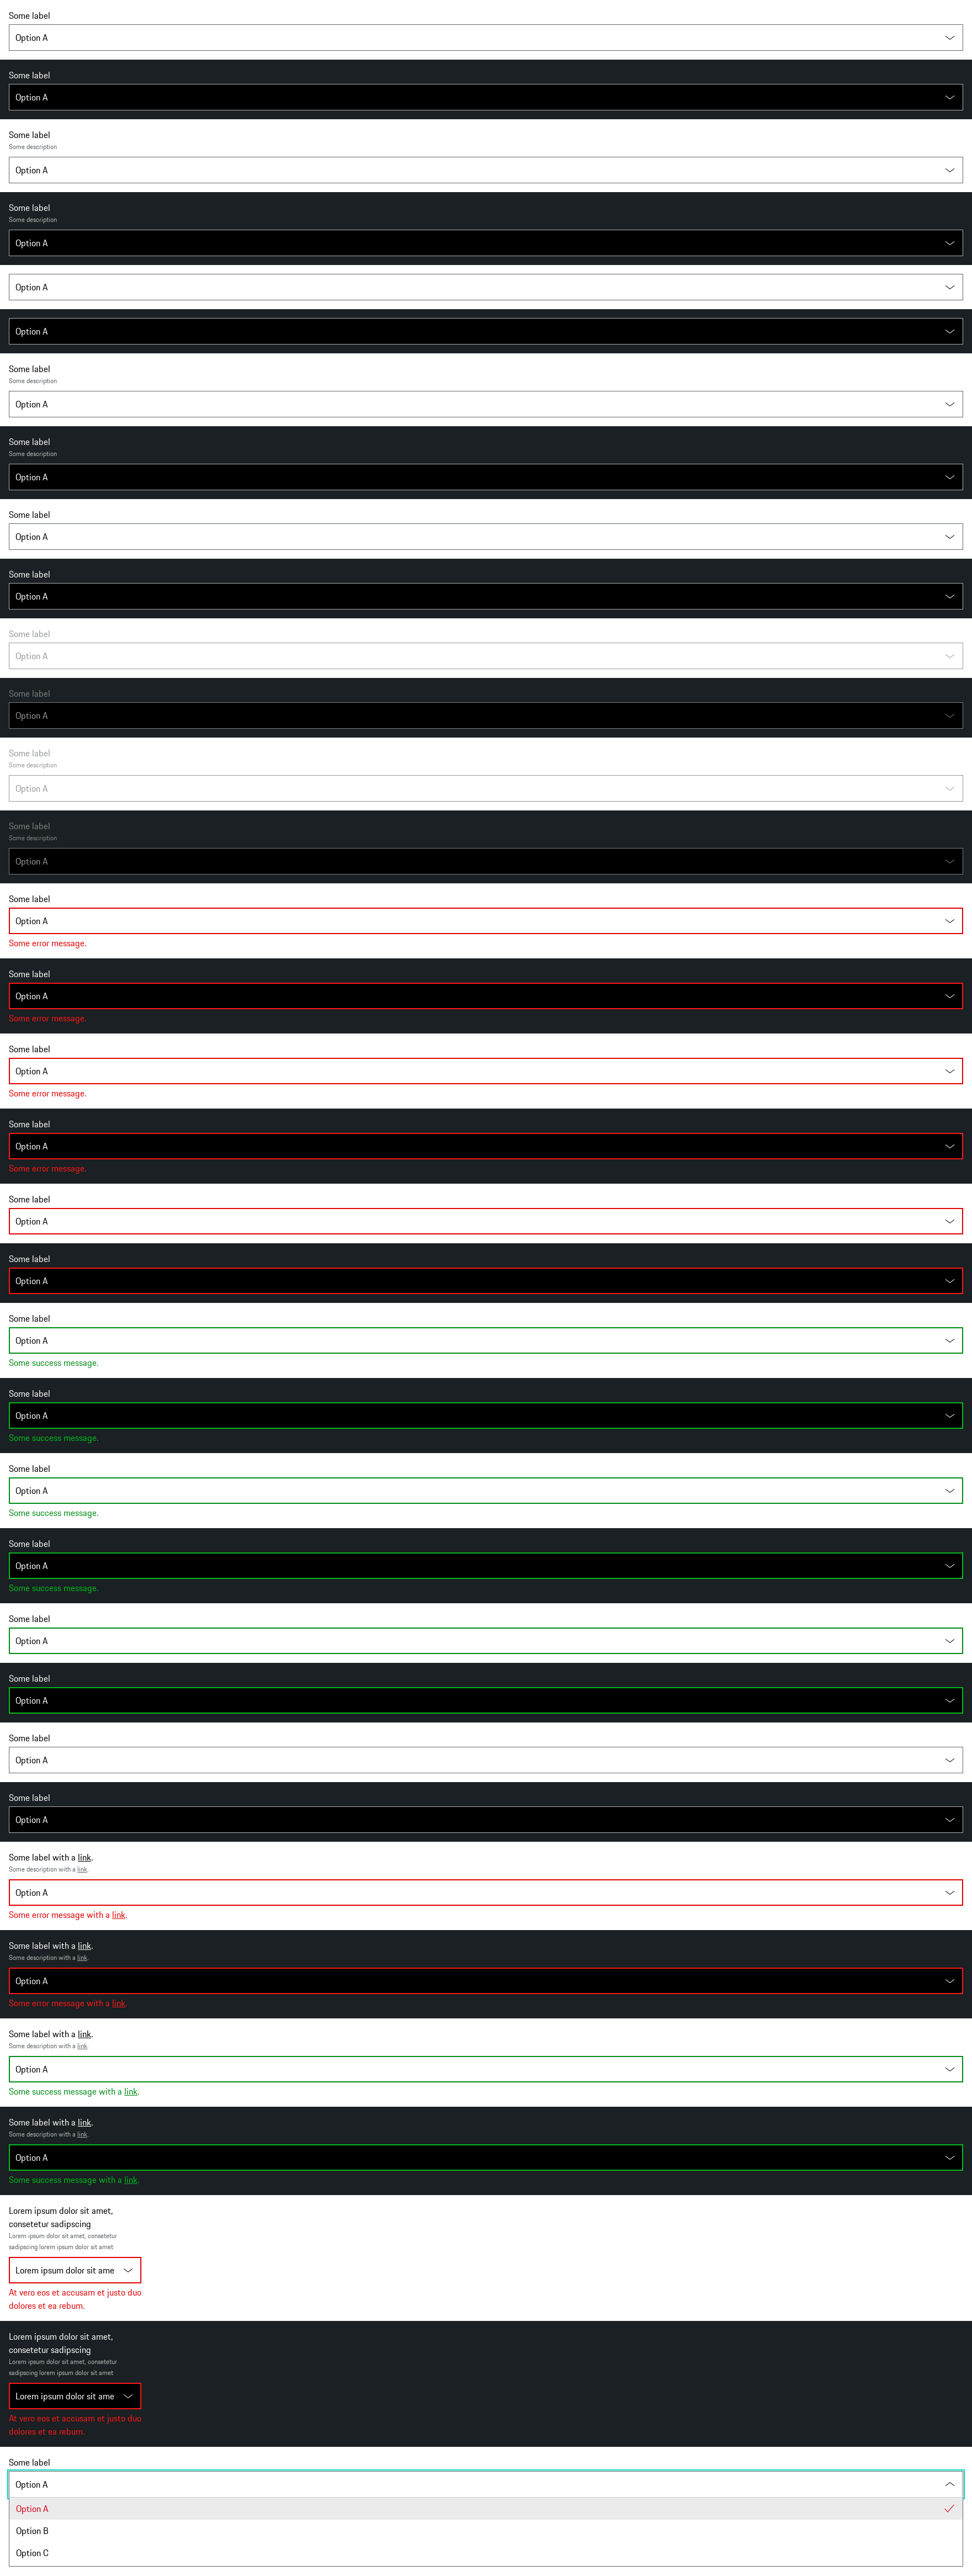 Some label
Option A
Some label
Option A
Some label
Some description
Option A
Some label
Some description
Option A
Option A
Option A
Some label
Some description
Option A
Some label
Some description
Option A
Some label
Option A
Some label
Option A
Some label
Option A
Some label
Option A
Some label
Some description
Option A
Some label
Some description
Option A
Some label
Option A
Some error message.
Some label
Option A
Some error message.
Some label
Option A
Some error message.
Some label
Option A
Some error message.
Some label
Option A
Some label
Option A
Some label
Option A
Some success message.
Some label
Option A
Some success message.
Some label
Option A
Some success message.
Some label
Option A
Some success message.
Some label
Option A
Some label
Option A
Some label
Option A
Some label
Option A
Some label with a link.
Some description with a link.
Option A
Some error message with a link.
Some label with a link.
Some description with a link.
Option A
Some error message with a link.
Some label with a link.
Some description with a link.
Option A
Some success message with a link.
Some label with a link.
Some description with a link.
Option A
Some success message with a link.
Lorem ipsum dolor sit amet,
consetetur sadipscing
Lorem ipsum dolor sit amet, consetetur
sadipscing lorem ipsum dolor sit amet
Lorem ipsum dolor sit ame
At vero eos et accusam et justo duo
dolores et ea rebum.
Lorem ipsum dolor sit amet,
consetetur sadipscing
Lorem ipsum dolor sit amet, consetetur
sadipscing lorem ipsum dolor sit amet
Lorem ipsum dolor sit ame
At vero eos et accusam et justo duo
dolores et ea rebum.
Some label
Option A
Option A
Option B
Option C